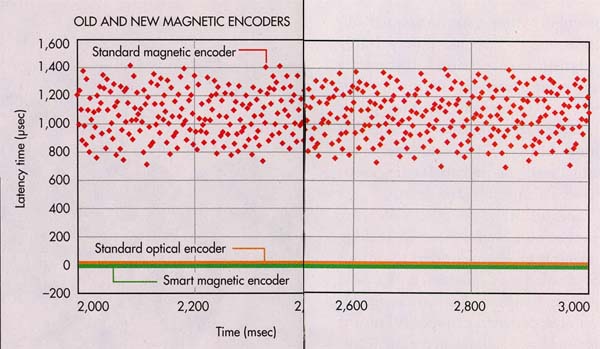 OLD AND NEW MAGNETIC ENCODERS
1,600
Standard magnetic encoder
1,400
1,200
1,000
800
600
400
200
Standard optical encoder
0
Smart magnetic encoder
–200
Latency time (µsec)
2,000 2,200 2, 2,600 2,800 3,000
Time (msec)